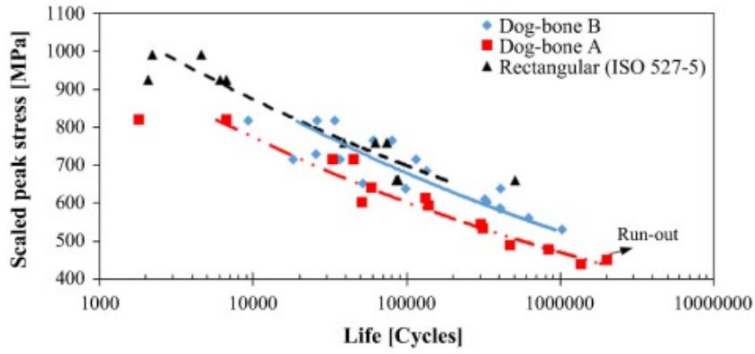 Scaled peak stress [MPa]
1100
1000
900
800
700
600
500
400
Dog-bone B
Dog-bone A
Rectangular (ISO 527-5)
Run-out
1000
10000
100000
1000000
10000000
Life [Cycles]